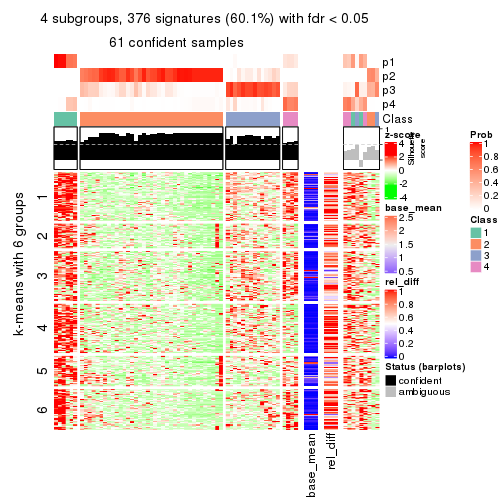 4 subgroups, 376 signatures (60.1%) with fdr < 0.05
61 confident samples
p1
p2
p3
p4
Class
1
Silhouette
score
k-means with 6 groups
1
2
3
4
5
6
base_mean
rel_diff
z-score
4
2
0
-2
-4
base_mean
2.5
2
1.5
1
0.5
rel_diff
1
0.8
0.6
0.4
0.2
0
Status (barplots)
confident
ambiguous
Prob
1
0.8
0.6
0.4
0.2
0
Class
1
2
3
4